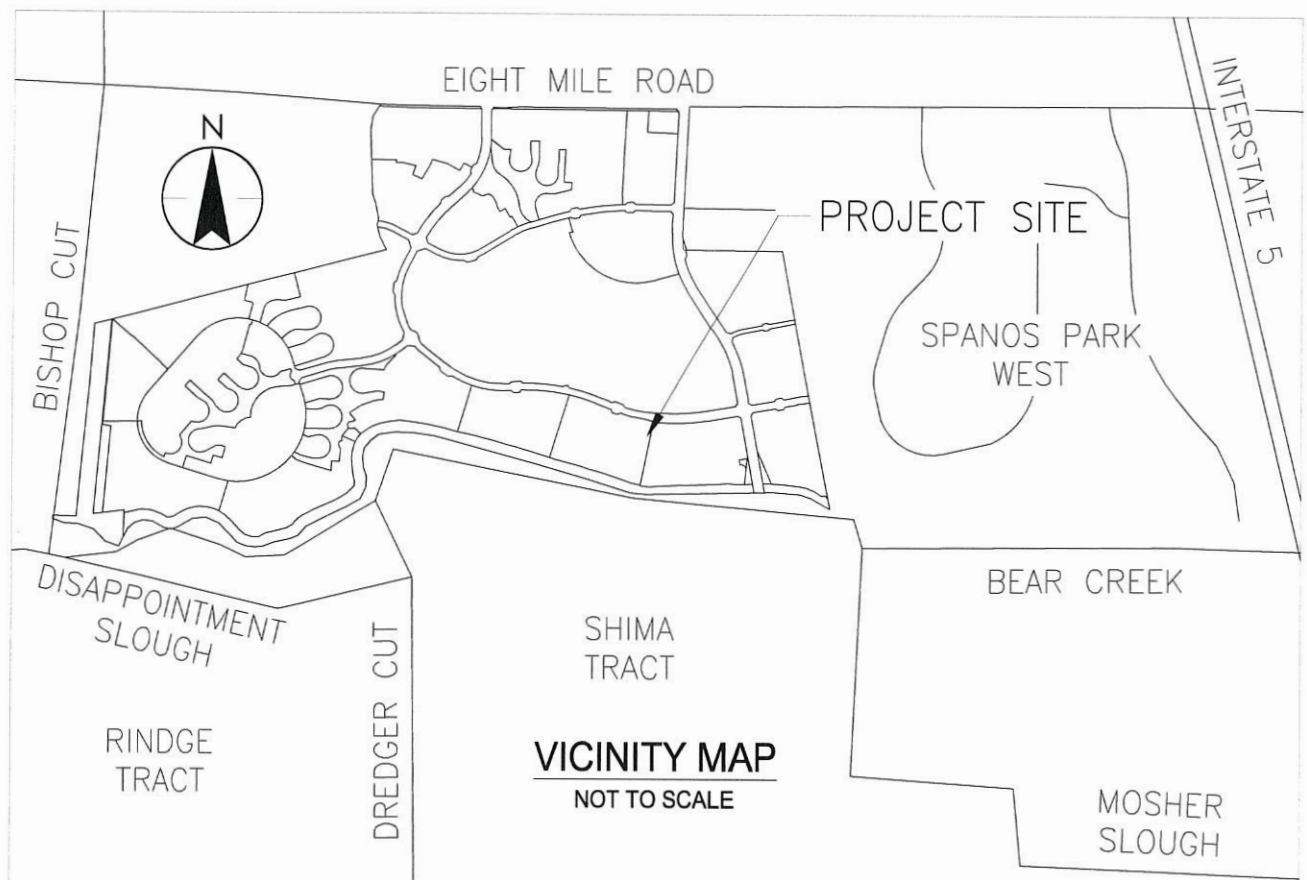 EIGHT MILE ROAD
INTERSTATE 5
N
BISHOP CUT
PROJECT SITE
SPANOS PARK
WEST
DISAPPOINTMENT
SLOUGH
BEAR CREEK
SHIMA
TRACT
DREDGER CUT
RINDGE
TRACT
VICINITY MAP
NOT TO SCALE
MOSHER
SLOUGH